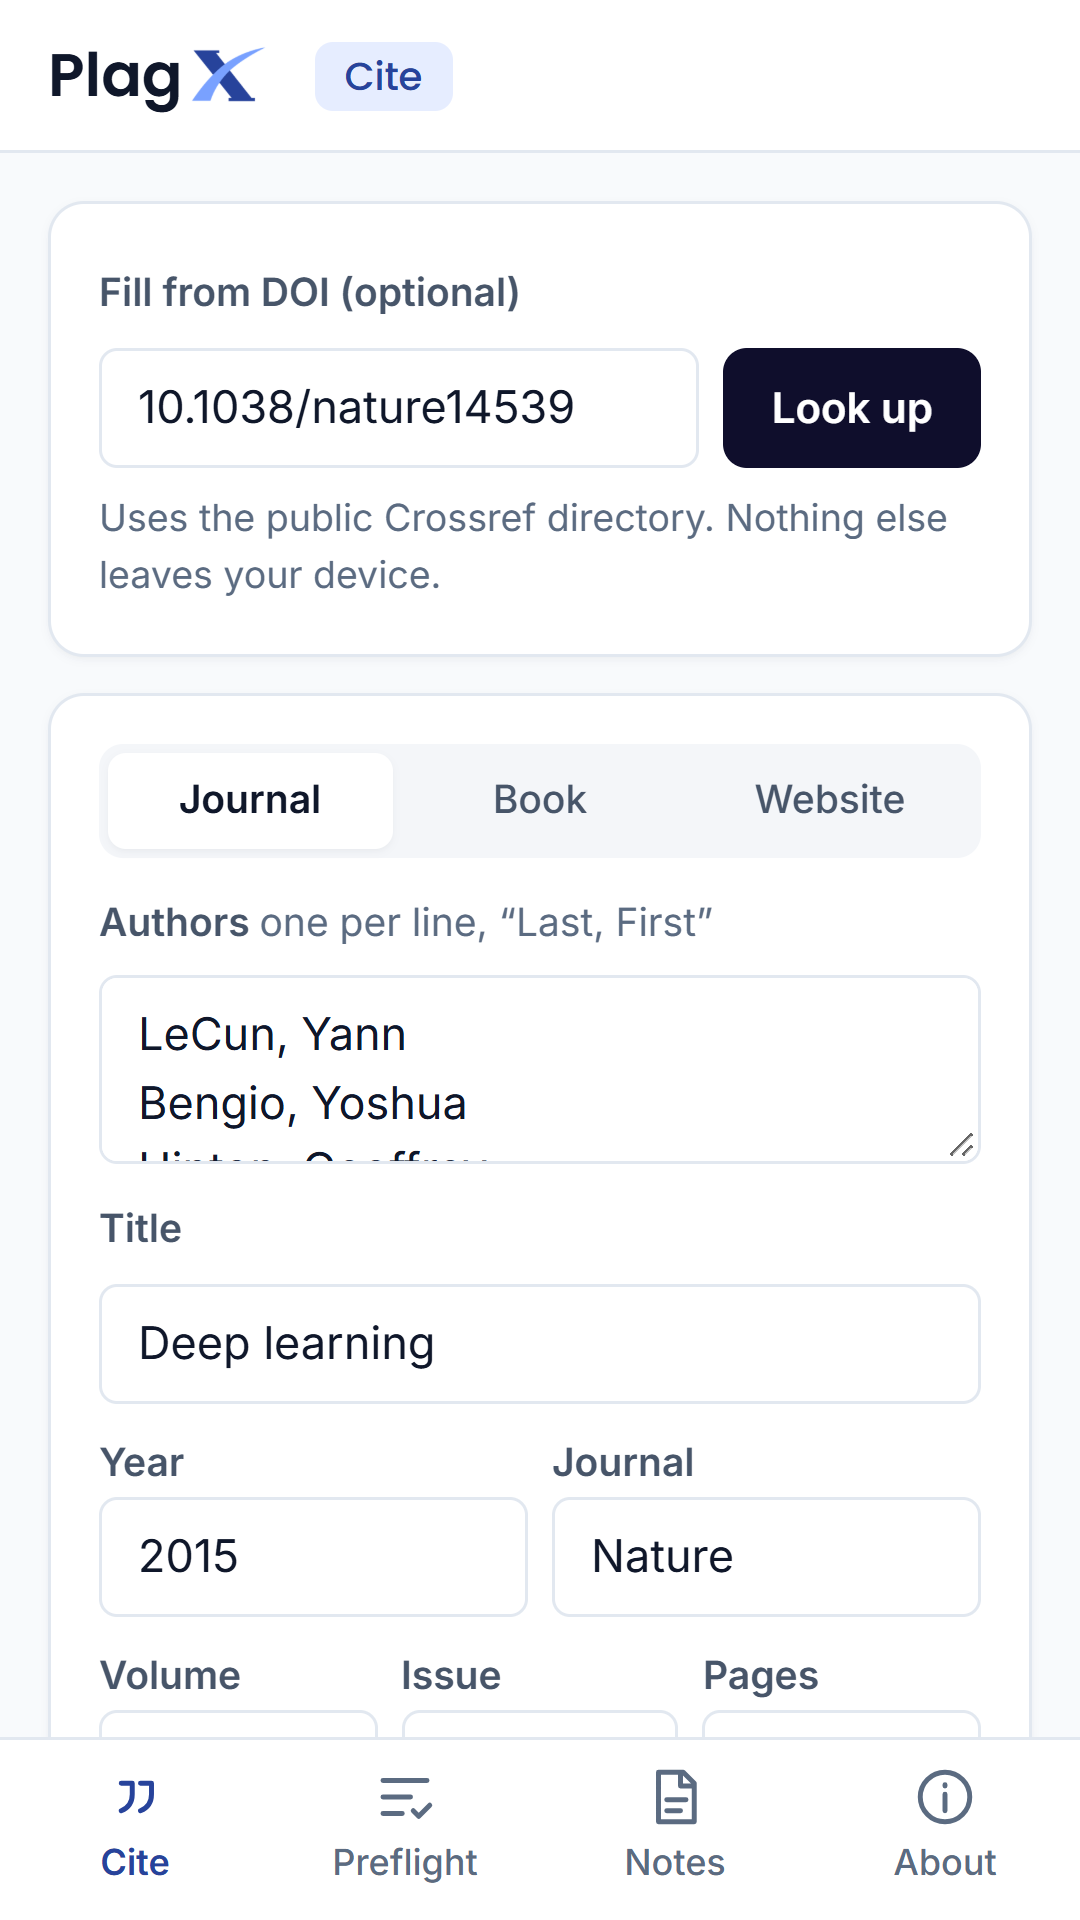 PlagX
Cite
Fill from DOI (optional)
10.1038/nature14539
Look up
Uses the public Crossref directory. Nothing else
leaves your device.
Journal
Book
Website
Authors one per line, “Last, First”
LeCun, Yann
Bengio, Yoshua
Hinton, Geoffrey
Title
Deep learning
Year
Journal
2015
Nature
Volume
Issue
Pages
Cite
Preflight
Notes
About